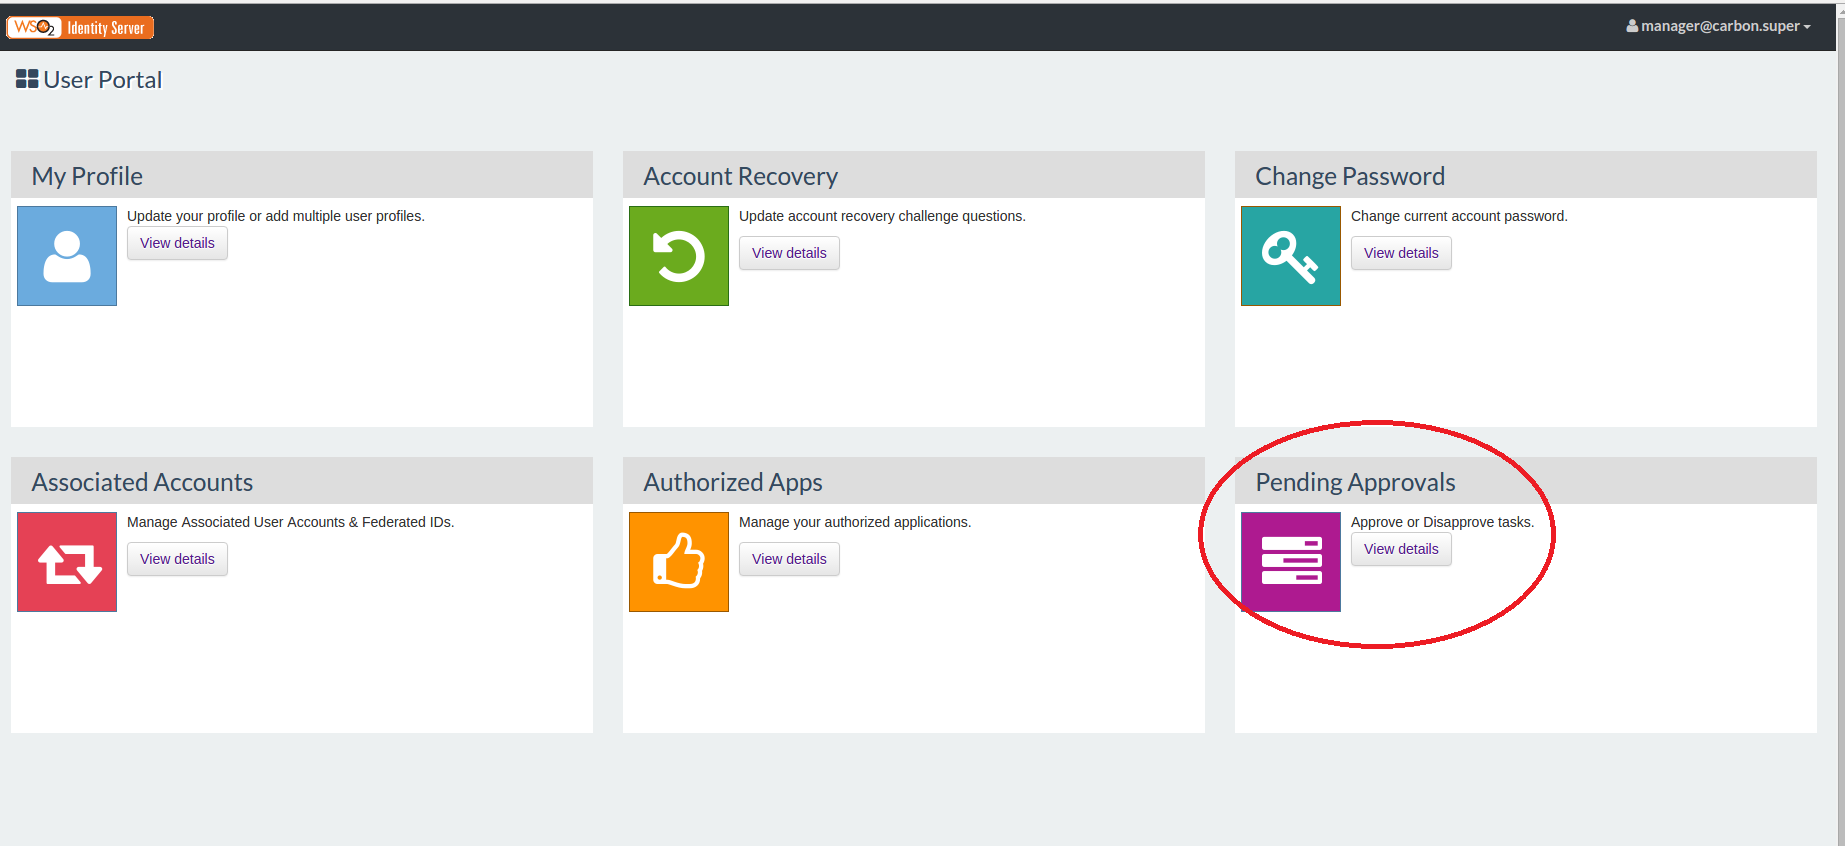 WSO2 Identity Server
manager@carbon.super
User Portal
My Profile
Update your profile or add multiple user profiles.
View details
Account Recovery
Update account recovery challenge questions.
View details
Change Password
Change current account password.
View details
Associated Accounts
Manage Associated User Accounts & Federated IDs.
View details
Authorized Apps
Manage your authorized applications.
View details
Pending Approvals
Approve or Disapprove tasks.
View details